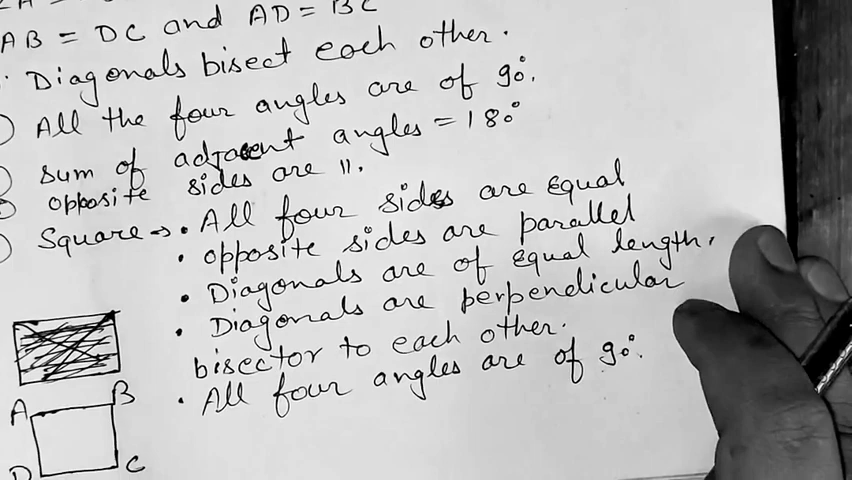 AB = DC and AD = BC
Diagonals bisect each other.
All the four angles are of 90°.
sum of adjacent angles = 180°
opposite sides are ||.
Square → • All four sides are equal
• opposite sides are parallel
• Diagonals are of equal length.
• Diagonals are perpendicular
bisector to each other.
• All four angles are of 90°.
A B
D C